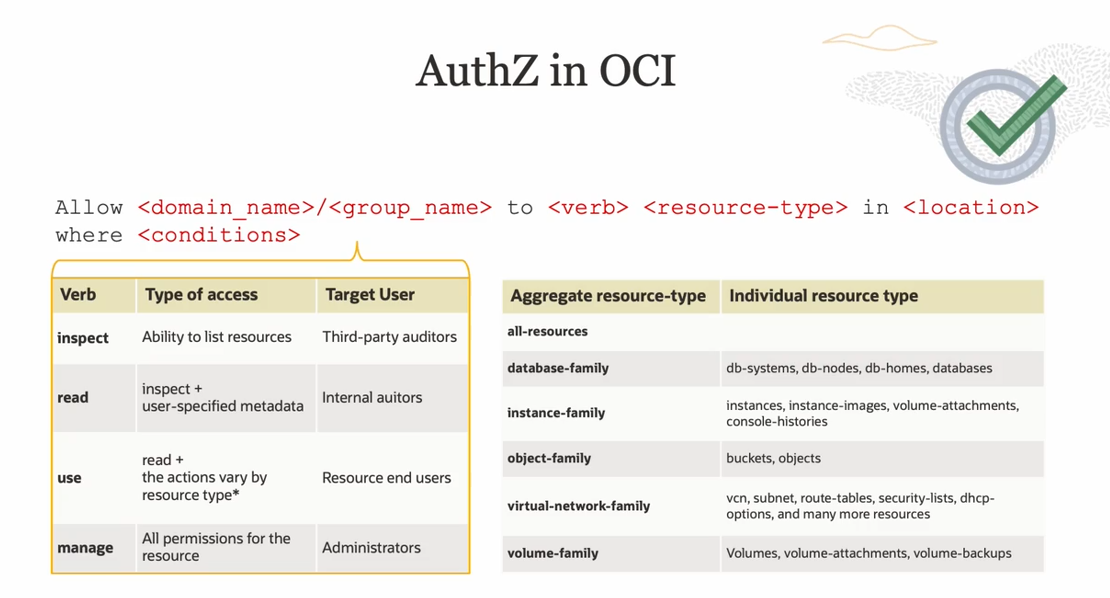 AuthZ in OCI
Allow <domain_name>/<group_name> to <verb> <resource-type> in <location>
where <conditions>
Verb Type of access Target User
inspect Ability to list resources Third-party auditors
read inspect +
user-specified metadata Internal auitors
use read +
the actions vary by
resource type* Resource end users
manage All permissions for the
resource Administrators
Aggregate resource-type Individual resource type
all-resources
database-family db-systems, db-nodes, db-homes, databases
instance-family instances, instance-images, volume-attachments,
console-histories
object-family buckets, objects
virtual-network-family vcn, subnet, route-tables, security-lists, dhcp-
options, and many more resources
volume-family Volumes, volume-attachments, volume-backups